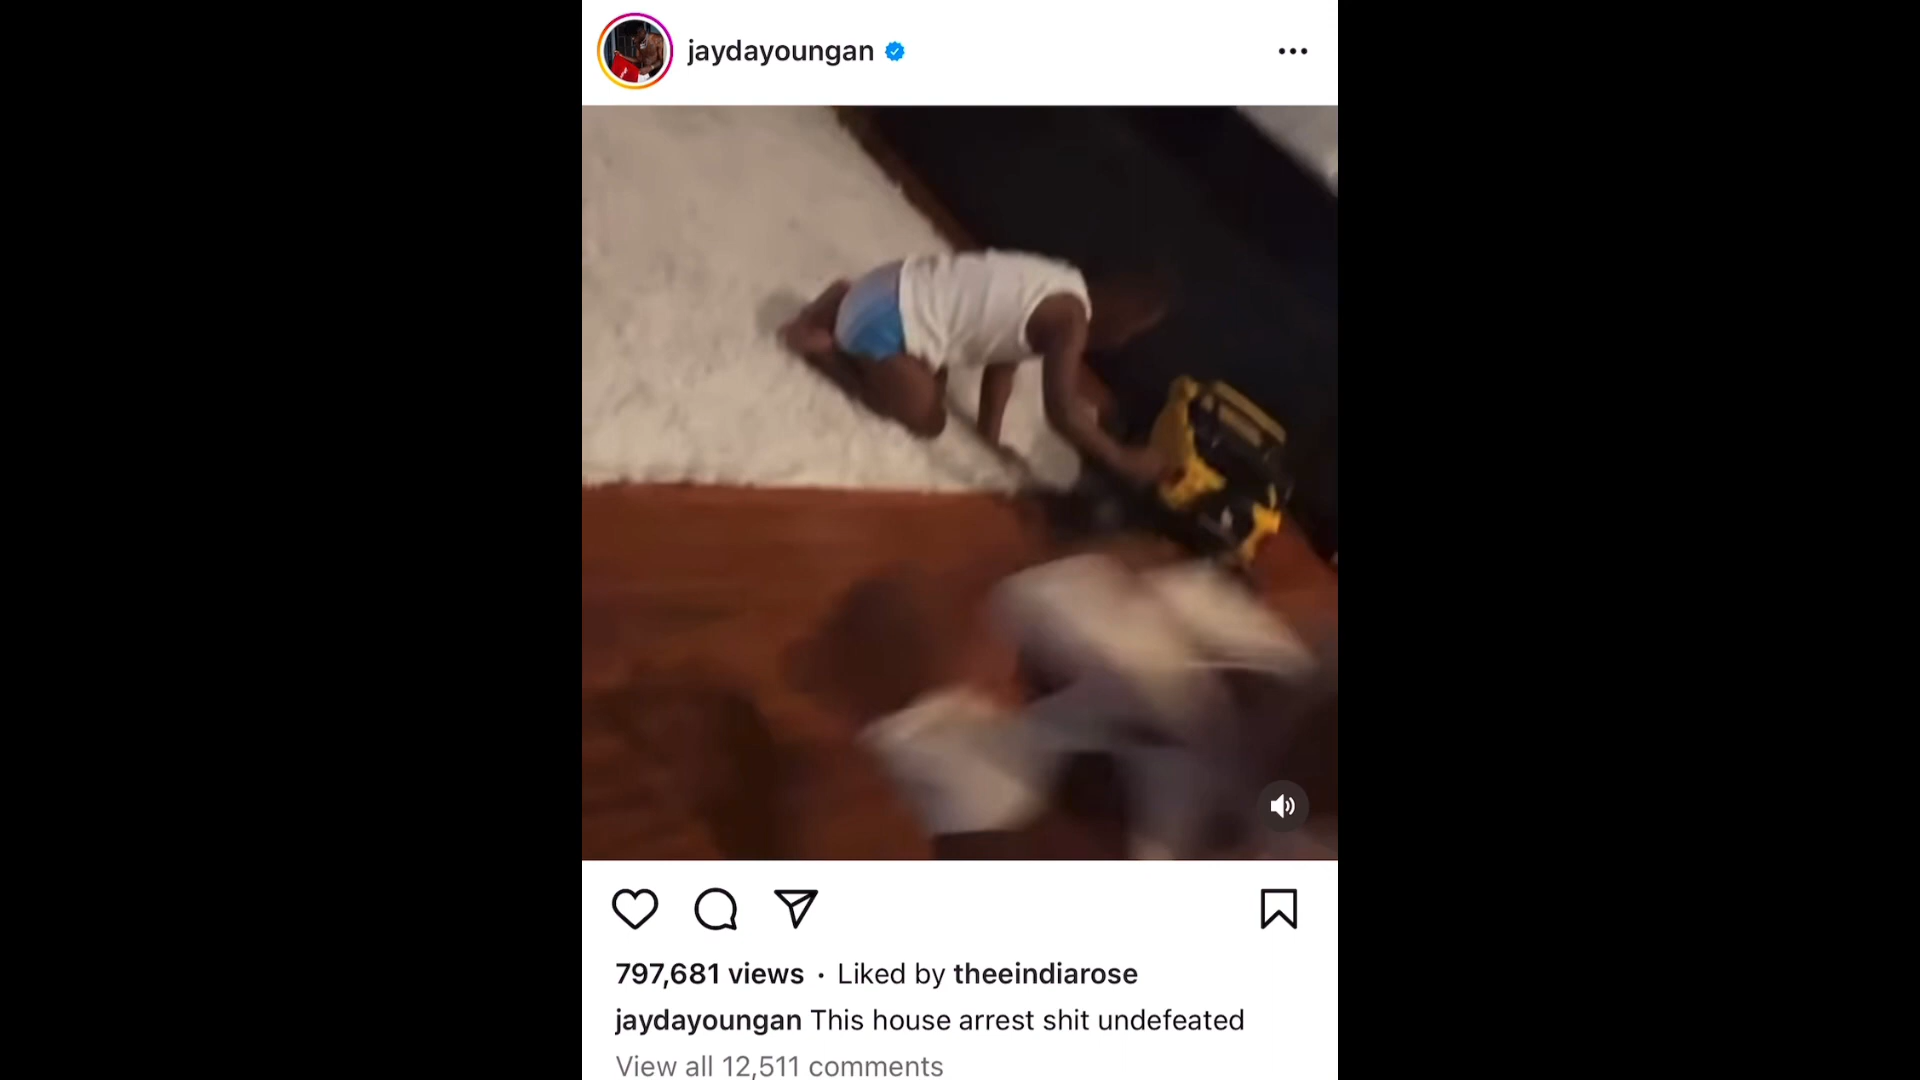 jaydayoungan
797,681 views · Liked by theeindiarose
jaydayoungan This house arrest shit undefeated
View all 12,511 comments